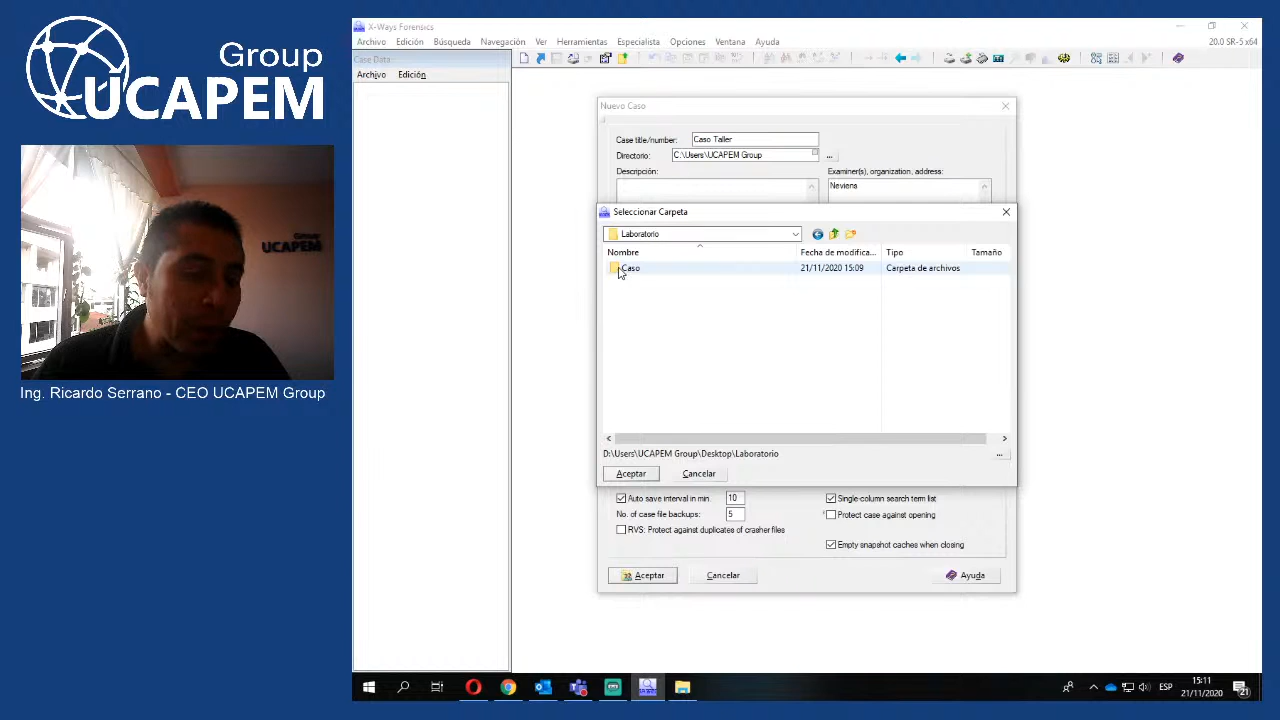 Group
UCAPEM
Group
UCAPEM
Ing. Ricardo Serrano - CEO UCAPEM Group
X-Ways Forensics
Archivo Edición Búsqueda Navegación Ver Herramientas Especialista Opciones Ventana Ayuda
20.0 SR-5 x64
Case Data
Archivo Edición
Nuevo Caso
Case title/number: Caso Taller
Directorio: C:\Users\UCAPEM Group ...
Descripción: Examiner(s), organization, address:
Neviens
Seleccionar Carpeta
Laboratorio
Nombre Fecha de modifica... Tipo Tamaño
Caso 21/11/2020 15:09 Carpeta de archivos
D:\Users\UCAPEM Group\Desktop\Laboratorio ...
Aceptar Cancelar
Auto save interval in min. 10 Single-column search term list
No. of case file backups: 5 Protect case against opening
RVS: Protect against duplicates of crasher files
Empty snapshot caches when closing
Aceptar Cancelar Ayuda
ESP
15:11
21/11/2020
21